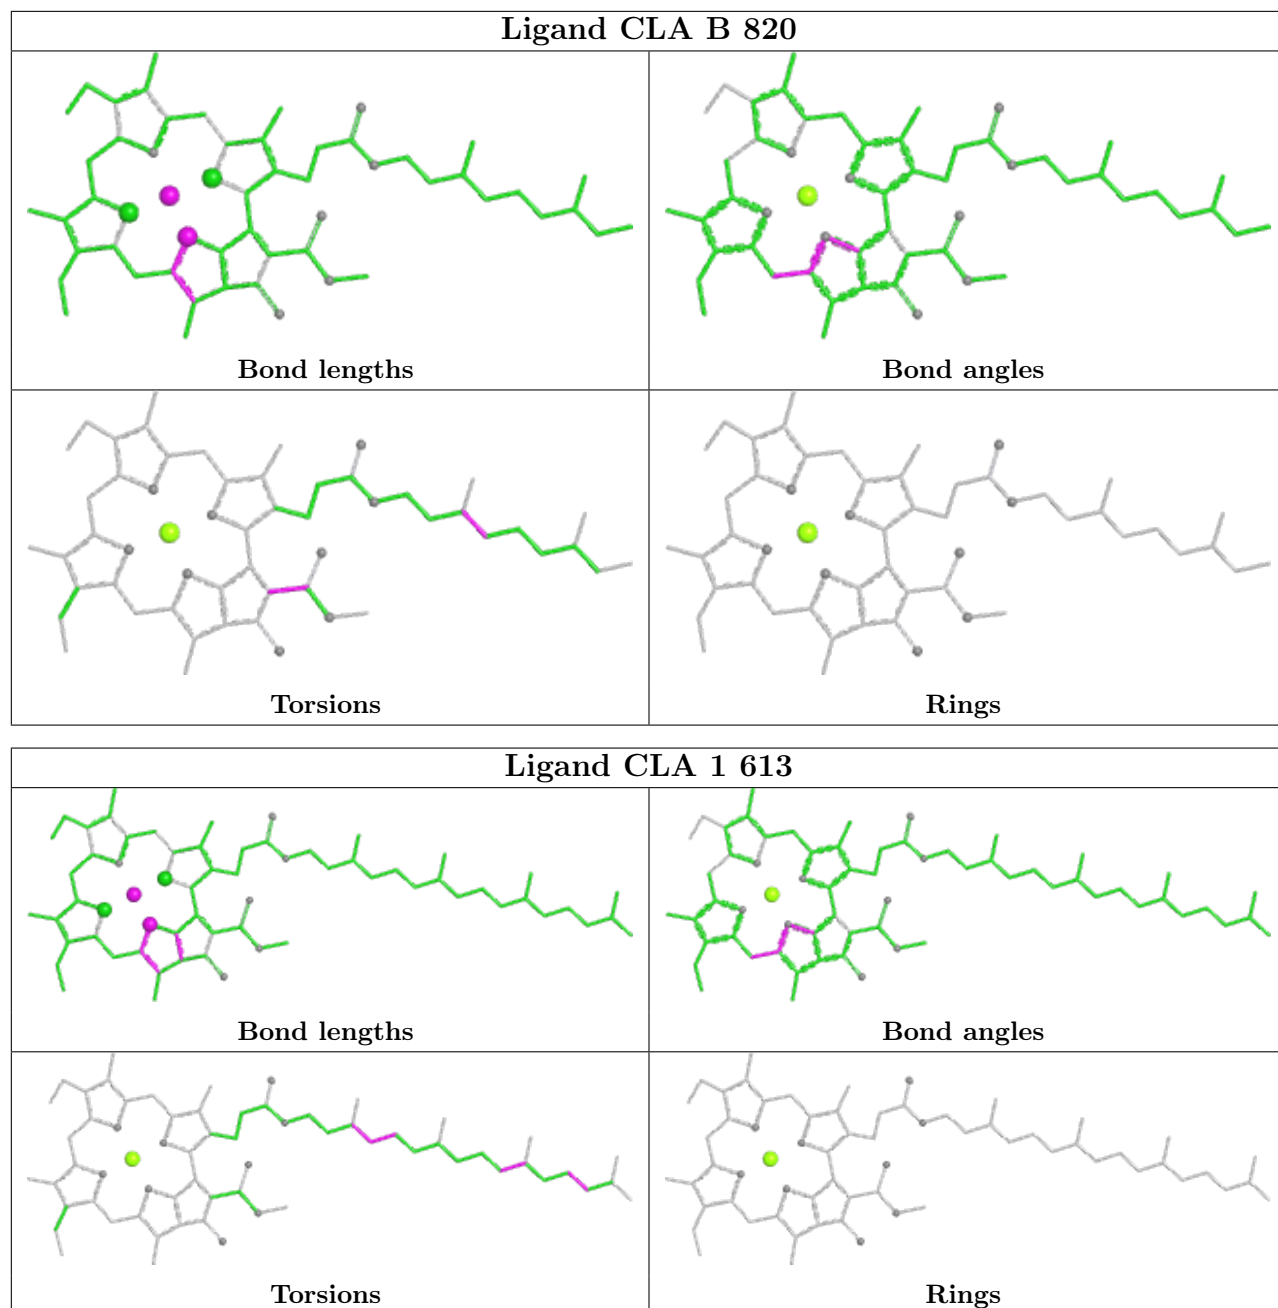 Ligand CLA B 820
Bond lengths
Bond angles
Torsions
Rings
Ligand CLA 1 613
Bond lengths
Bond angles
Torsions
Rings